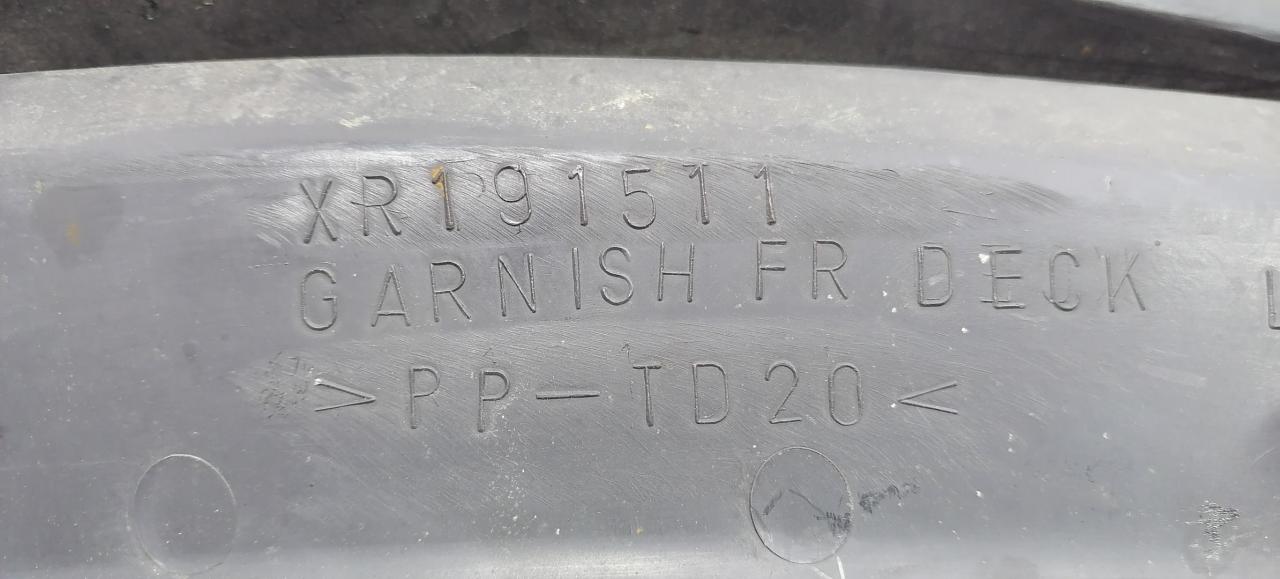 XR191511
GARNISH FR DECK L
>PP-TD20<